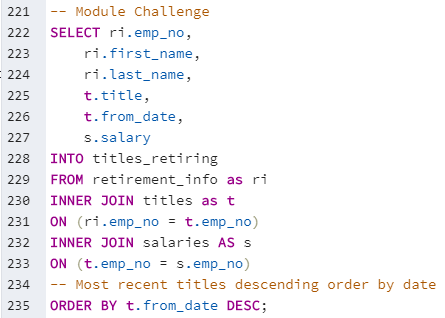 221 -- Module Challenge
222 SELECT ri.emp_no,
223 ri.first_name,
224 ri.last_name,
225 t.title,
226 t.from_date,
227 s.salary
228 INTO titles_retiring
229 FROM retirement_info as ri
230 INNER JOIN titles as t
231 ON (ri.emp_no = t.emp_no)
232 INNER JOIN salaries AS s
233 ON (t.emp_no = s.emp_no)
234 -- Most recent titles descending order by date
235 ORDER BY t.from_date DESC;